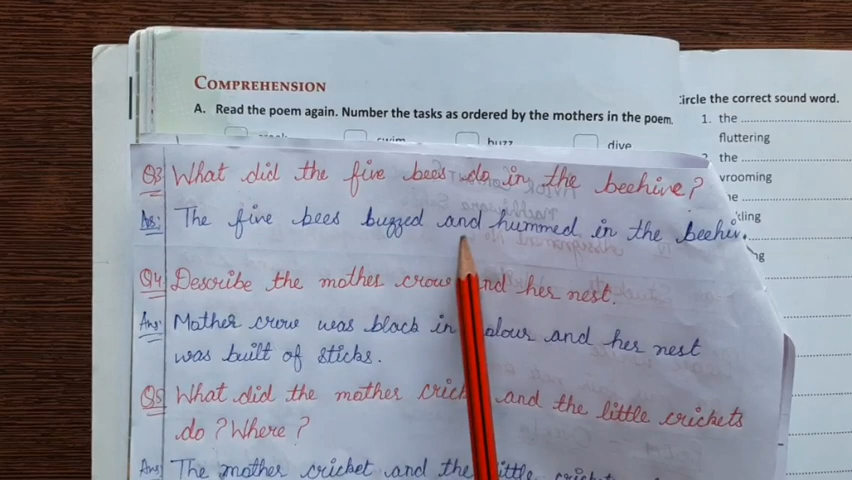 COMPREHENSION
A. Read the poem again. Number the tasks as ordered by the mothers in the poem.
swim buzz dive
Q3 What did the five bees do in the beehive?
Ans: The five bees buzzed and hummed in the beehiv.
Q4 Describe the mother crow and her nest.
Ans: Mother crow was black in colour and her nest
was built of sticks.
Q5 What did the mother cricket and the little crickets
do? Where?
Ans: The mother cricket and the little
circle the correct sound word.
1. the
fluttering
the
vrooming